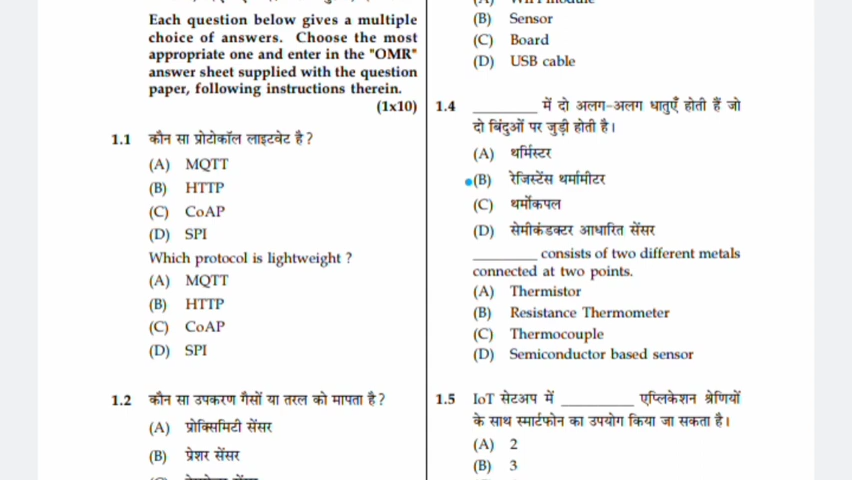 Each question below gives a multiple
choice of answers. Choose the most
appropriate one and enter in the "OMR"
answer sheet supplied with the question
paper, following instructions therein.
(1x10)
1.1 कौन सा प्रोटोकॉल लाइटवेट है ?
(A) MQTT
(B) HTTP
(C) CoAP
(D) SPI
Which protocol is lightweight ?
(A) MQTT
(B) HTTP
(C) CoAP
(D) SPI
1.2 कौन सा उपकरण गैसों या तरल को मापता है ?
(A) प्रोक्सिमिटी सेंसर
(B) प्रेशर सेंसर
(B) Sensor
(C) Board
(D) USB cable
1.4 ________ में दो अलग-अलग धातुएँ होती हैं जो
दो बिंदुओं पर जुड़ी होती है।
(A) थर्मिस्टर
(B) रेजिस्टेंस थर्मामीटर
(C) थर्मोकपल
(D) सेमीकंडक्टर आधारित सेंसर
________ consists of two different metals
connected at two points.
(A) Thermistor
(B) Resistance Thermometer
(C) Thermocouple
(D) Semiconductor based sensor
1.5 IoT सेटअप में _________ एप्लिकेशन श्रेणियों
के साथ स्मार्टफोन का उपयोग किया जा सकता है।
(A) 2
(B) 3